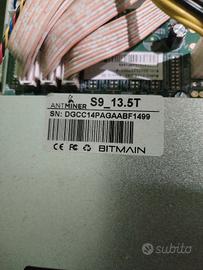 ANTMINER S9_13.5T
SN: DGCC14PAGAABF1499
CE FC BITMAIN
subito